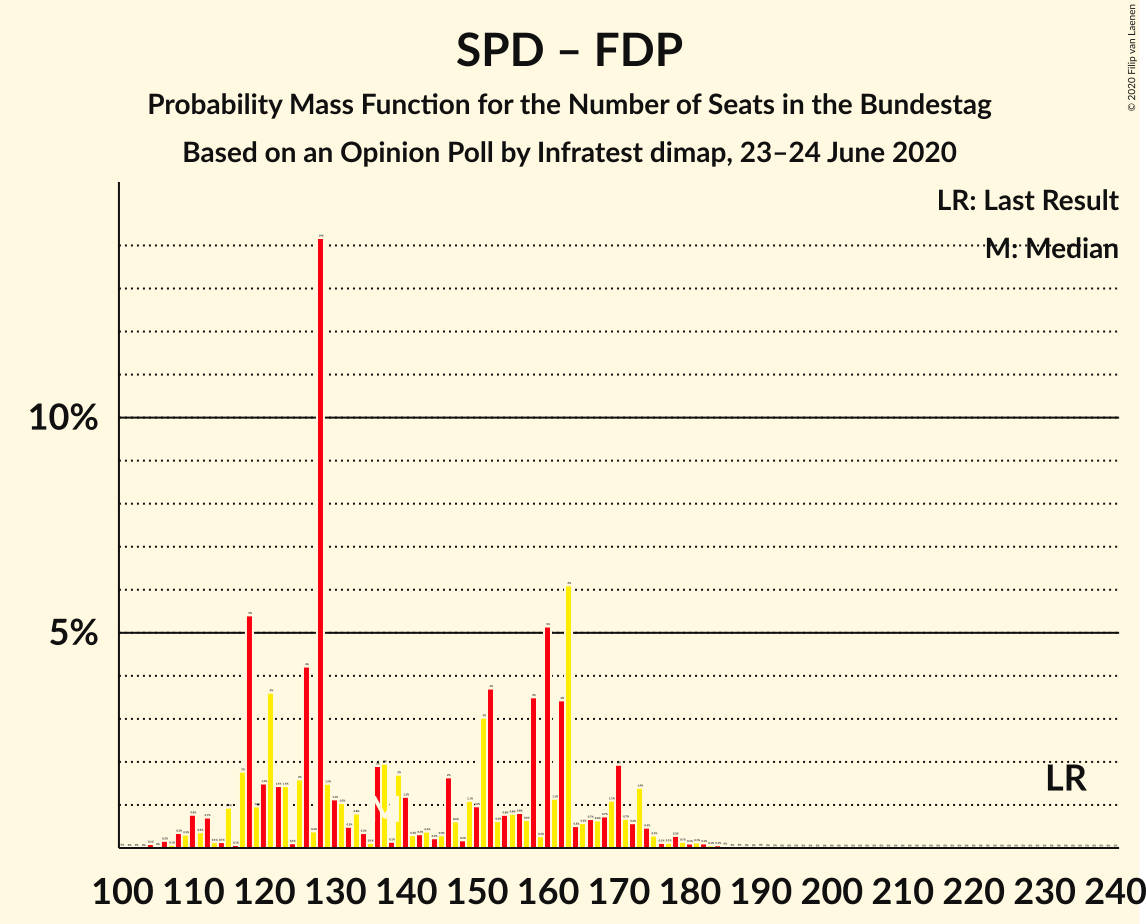 SPD – FDP
Probability Mass Function for the Number of Seats in the Bundestag
Based on an Opinion Poll by Infratest dimap, 23–24 June 2020
© 2020 Filip van Laenen
LR: Last Result
M: Median
10%
5%
M
LR
100 110 120 130 140 150 160 170 180 190 200 210 220 230 240